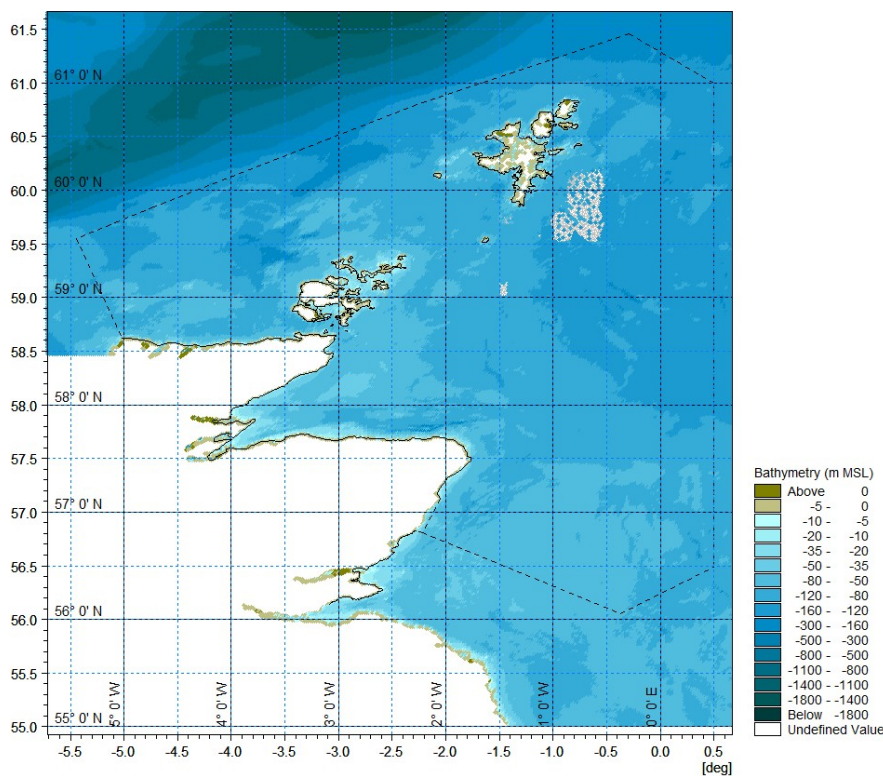 61.5
61.0
60.5
60.0
59.5
59.0
58.5
58.0
57.5
57.0
56.5
56.0
55.5
55.0
61° 0' N
60° 0' N
59° 0' N
58° 0' N
57° 0' N
56° 0' N
55° 0' N
5° 0' W
4° 0' W
3° 0' W
2° 0' W
1° 0' W
0° 0' E
-5.5 -5.0 -4.5 -4.0 -3.5 -3.0 -2.5 -2.0 -1.5 -1.0 -0.5 0.0 0.5
[deg]
Bathymetry (m MSL)
Above 0
-5 - 0
-10 - -5
-20 - -10
-35 - -20
-50 - -35
-80 - -50
-120 - -80
-160 - -120
-300 - -160
-500 - -300
-800 - -500
-1100 - -800
-1400 - -1100
-1800 - -1400
Below -1800
Undefined Value